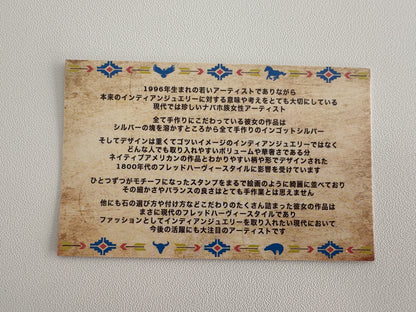 1996年生まれの若いアーティストでありながら
本来のインディアンジュエリーに対する意味や考えをとても大切にしている
現代では珍しいナバホ族女性アーティスト
全て手作りにこだわっている彼女の作品は
シルバーの塊を溶かすところから全て手作りのインゴットシルバー
そしてデザインは重くてゴツいイメージのインディアンジュエリーではなく
どんな人でも取り入れやすいボリュームや華奢さである分
ネイティブアメリカンの作品とわかりやすい柄や形でデザインされた
1800年代のフレッドハーヴィースタイルに影響を受けています
ひとつずつがモチーフになったスタンプをまるで絵画のように綺麗に並べており
その細かさやバランスの良さはとても手作業とは思えません
他にも石の選び方や付け方などこだわりのたくさん詰まった彼女の作品は
まさに現代のフレッドハーヴィースタイルであり
ファッションとしてインディアンジュエリーを取り入れたい現代において
今後の活躍にも大注目のアーティストです